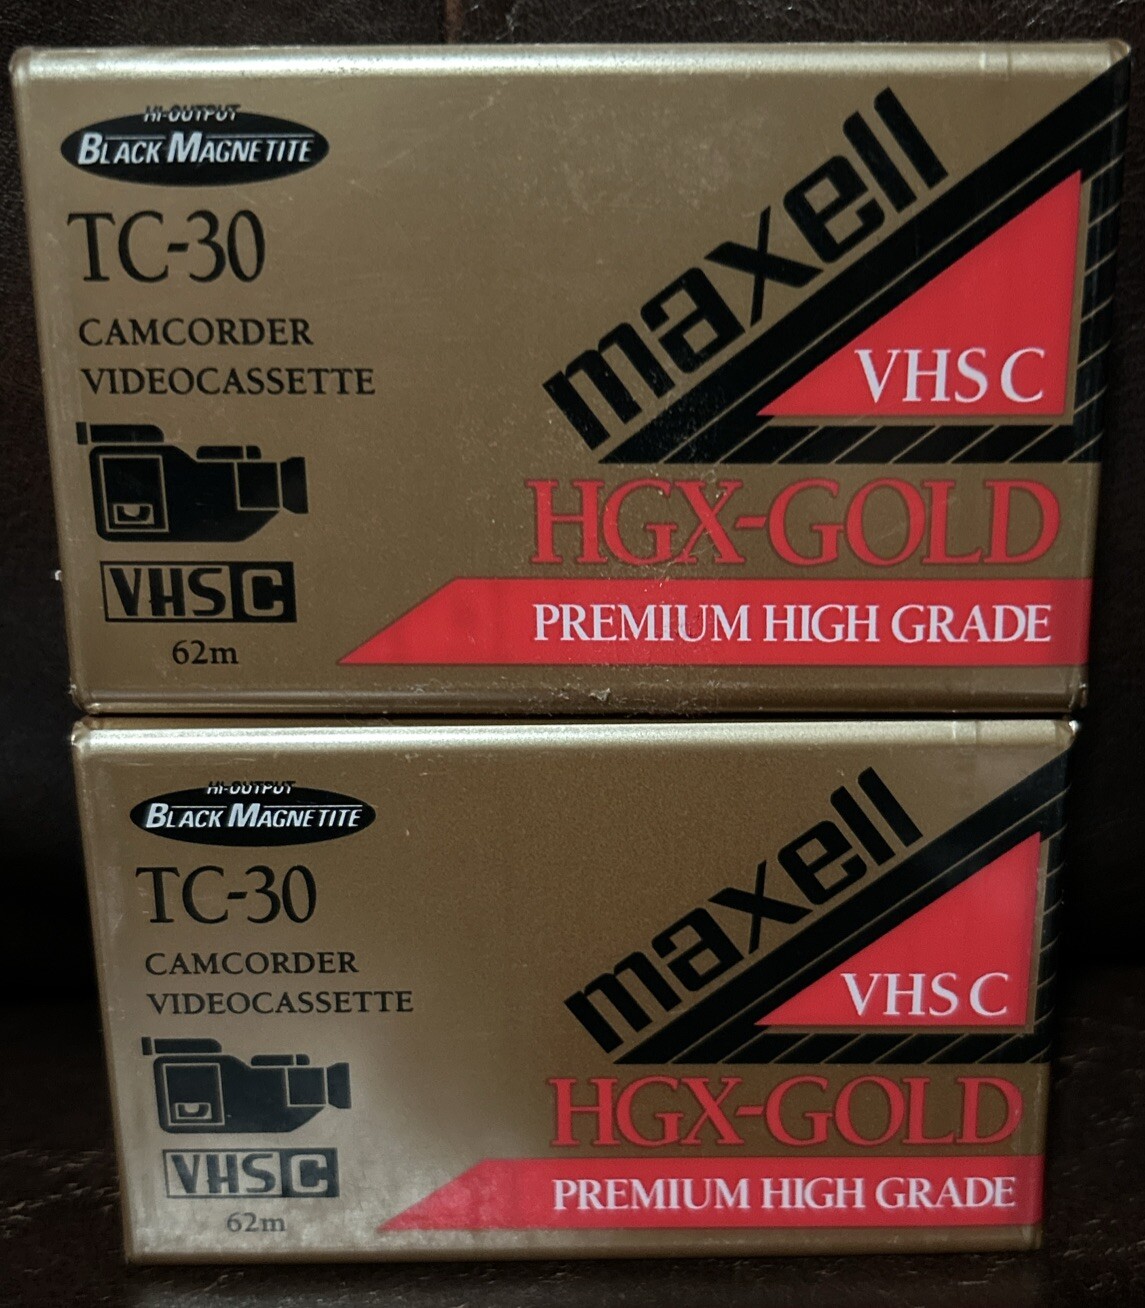 HI-OUTPUT
BLACK MAGNETITE
TC-30
CAMCORDER
VIDEOCASSETTE
VHS C
62m
maxell
VHS C
HGX-GOLD
PREMIUM HIGH GRADE
HI-OUTPUT
BLACK MAGNETITE
TC-30
CAMCORDER
VIDEOCASSETTE
VHS C
62m
maxell
VHS C
HGX-GOLD
PREMIUM HIGH GRADE